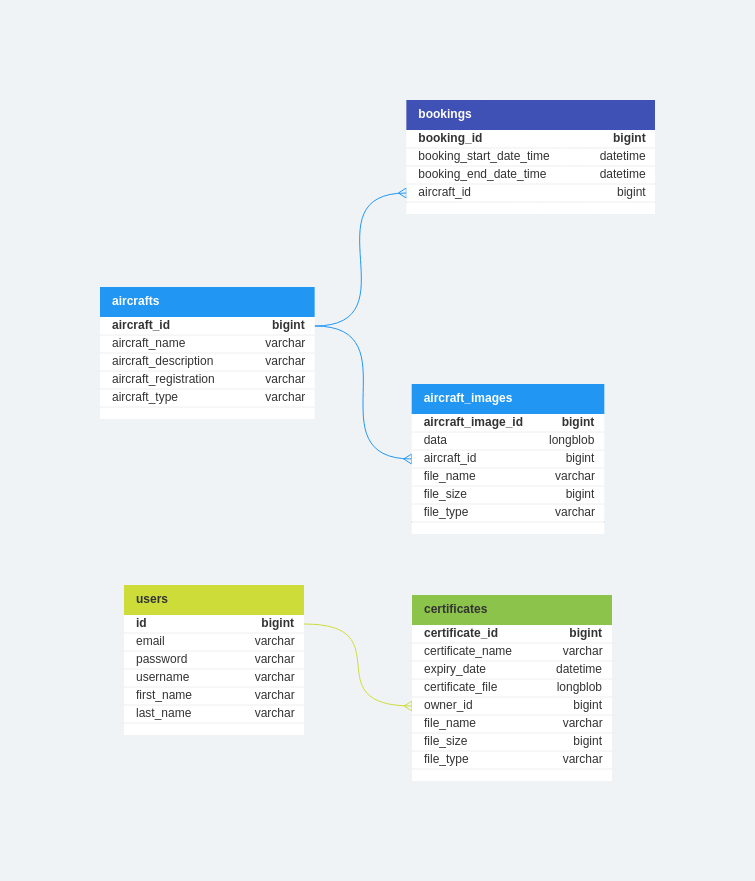 bookings
booking_id bigint
booking_start_date_time datetime
booking_end_date_time datetime
aircraft_id bigint
aircrafts
aircraft_id bigint
aircraft_name varchar
aircraft_description varchar
aircraft_registration varchar
aircraft_type varchar
aircraft_images
aircraft_image_id bigint
data longblob
aircraft_id bigint
file_name varchar
file_size bigint
file_type varchar
users
id bigint
email varchar
password varchar
username varchar
first_name varchar
last_name varchar
certificates
certificate_id bigint
certificate_name varchar
expiry_date datetime
certificate_file longblob
owner_id bigint
file_name varchar
file_size bigint
file_type varchar